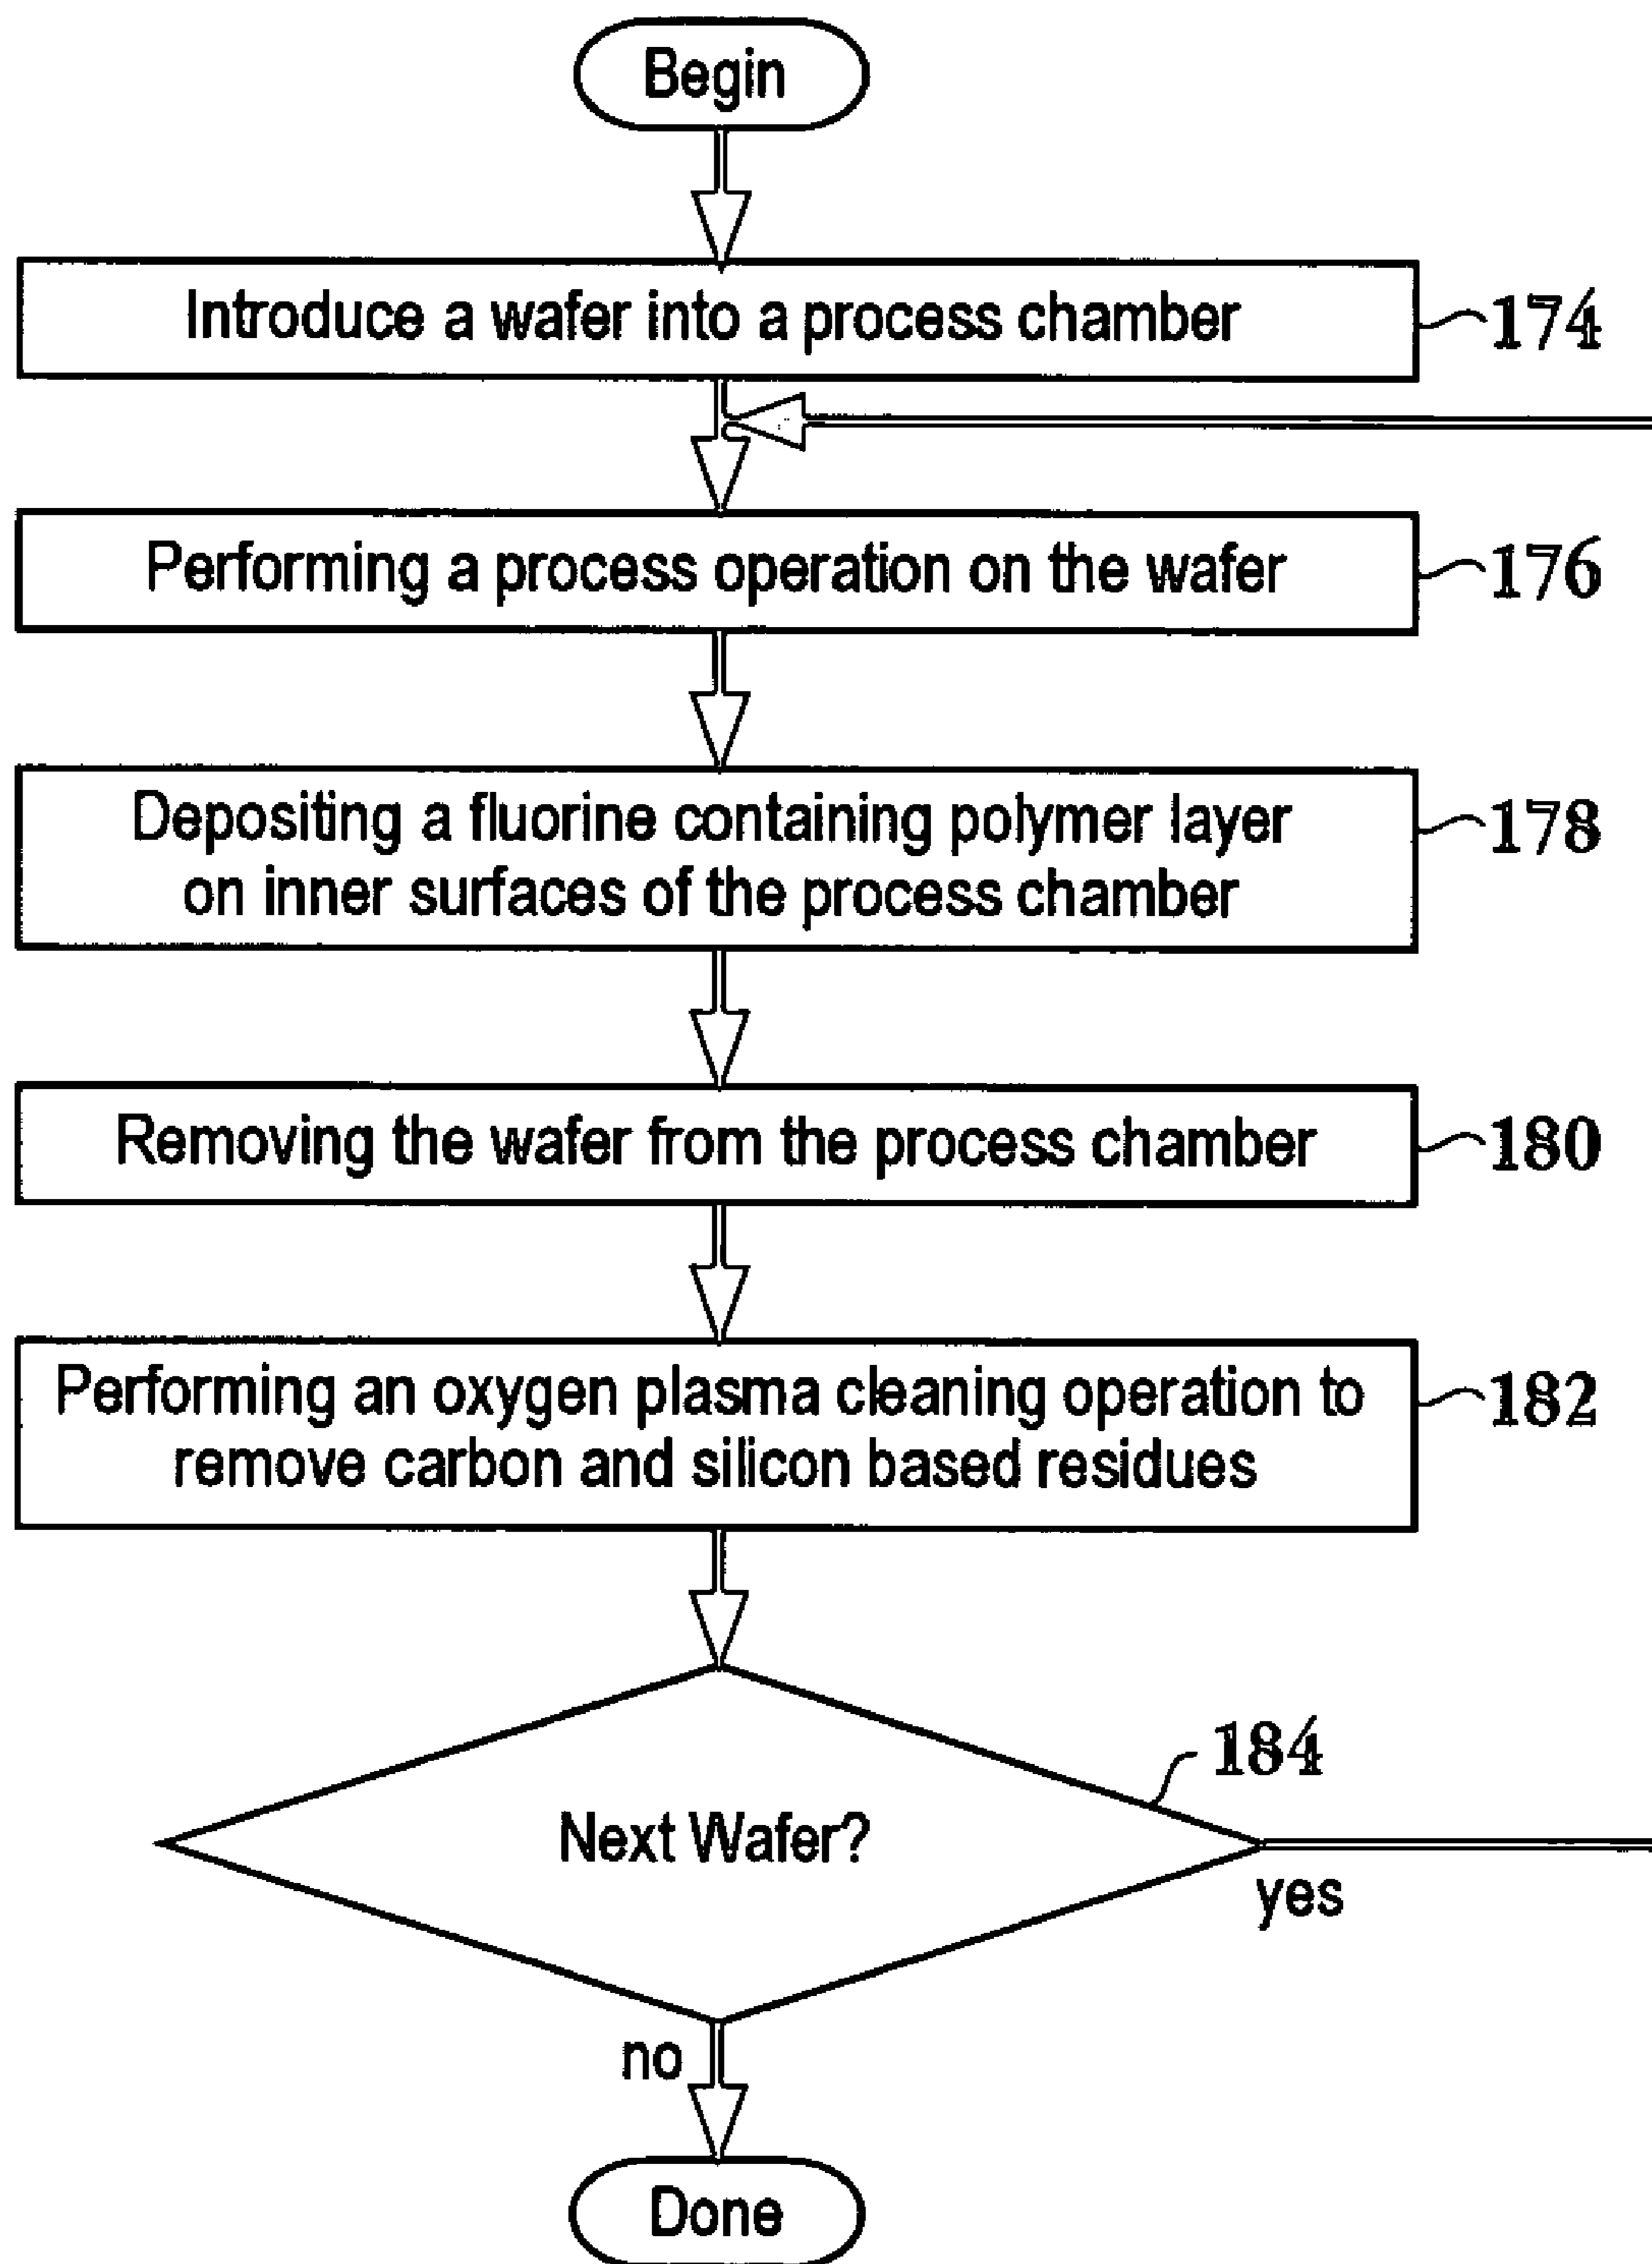 Begin
Introduce a wafer into a process chamber
174
Performing a process operation on the wafer
176
Depositing a fluorine containing polymer layer
on inner surfaces of the process chamber
178
Removing the wafer from the process chamber
180
Performing an oxygen plasma cleaning operation to
remove carbon and silicon based residues
182
184
Next Wafer?
yes
no
Done